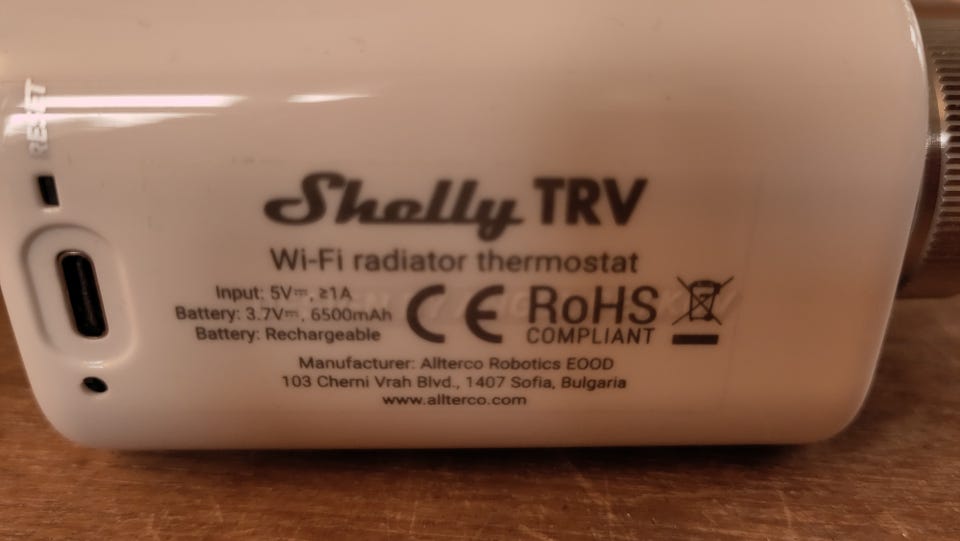 RESET
Shelly TRV
Wi-Fi radiator thermostat
Input: 5V⎓, ≥1A
Battery: 3.7V⎓, 6500mAh
Battery: Rechargeable
CE
RoHS
COMPLIANT
Manufacturer: Allterco Robotics EOOD
103 Cherni Vrah Blvd., 1407 Sofia, Bulgaria
www.allterco.com